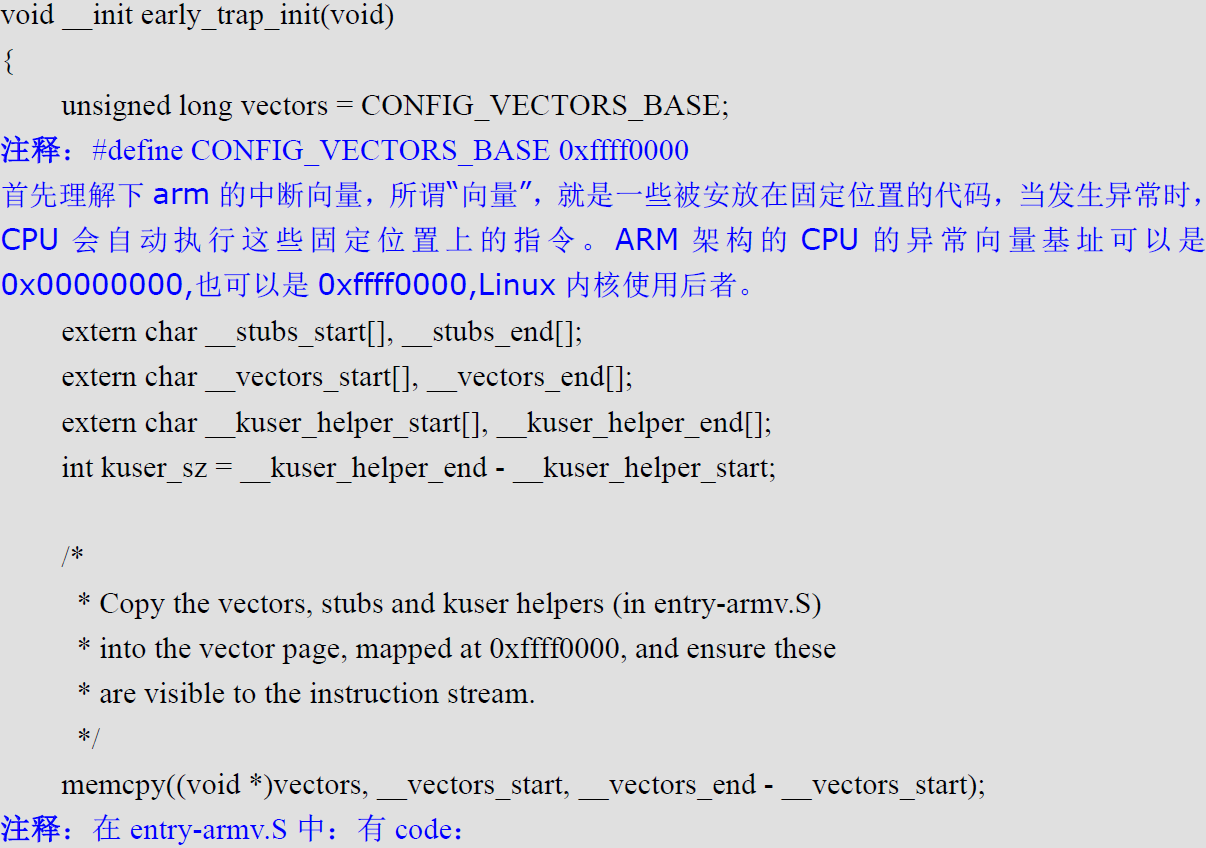 void __init early_trap_init(void)
{
unsigned long vectors = CONFIG_VECTORS_BASE;
注释：#define CONFIG_VECTORS_BASE 0xffff0000
首先理解下 arm 的中断向量，所谓“向量”，就是一些被安放在固定位置的代码，当发生异常时，
CPU 会自动执行这些固定位置上的指令。ARM 架构的 CPU 的异常向量基址可以是
0x00000000,也可以是 0xffff0000,Linux 内核使用后者。
extern char __stubs_start[], __stubs_end[];
extern char __vectors_start[], __vectors_end[];
extern char __kuser_helper_start[], __kuser_helper_end[];
int kuser_sz = __kuser_helper_end - __kuser_helper_start;
/*
* Copy the vectors, stubs and kuser helpers (in entry-armv.S)
* into the vector page, mapped at 0xffff0000, and ensure these
* are visible to the instruction stream.
*/
memcpy((void *)vectors, __vectors_start, __vectors_end - __vectors_start);
注释：在 entry-armv.S 中：有 code：